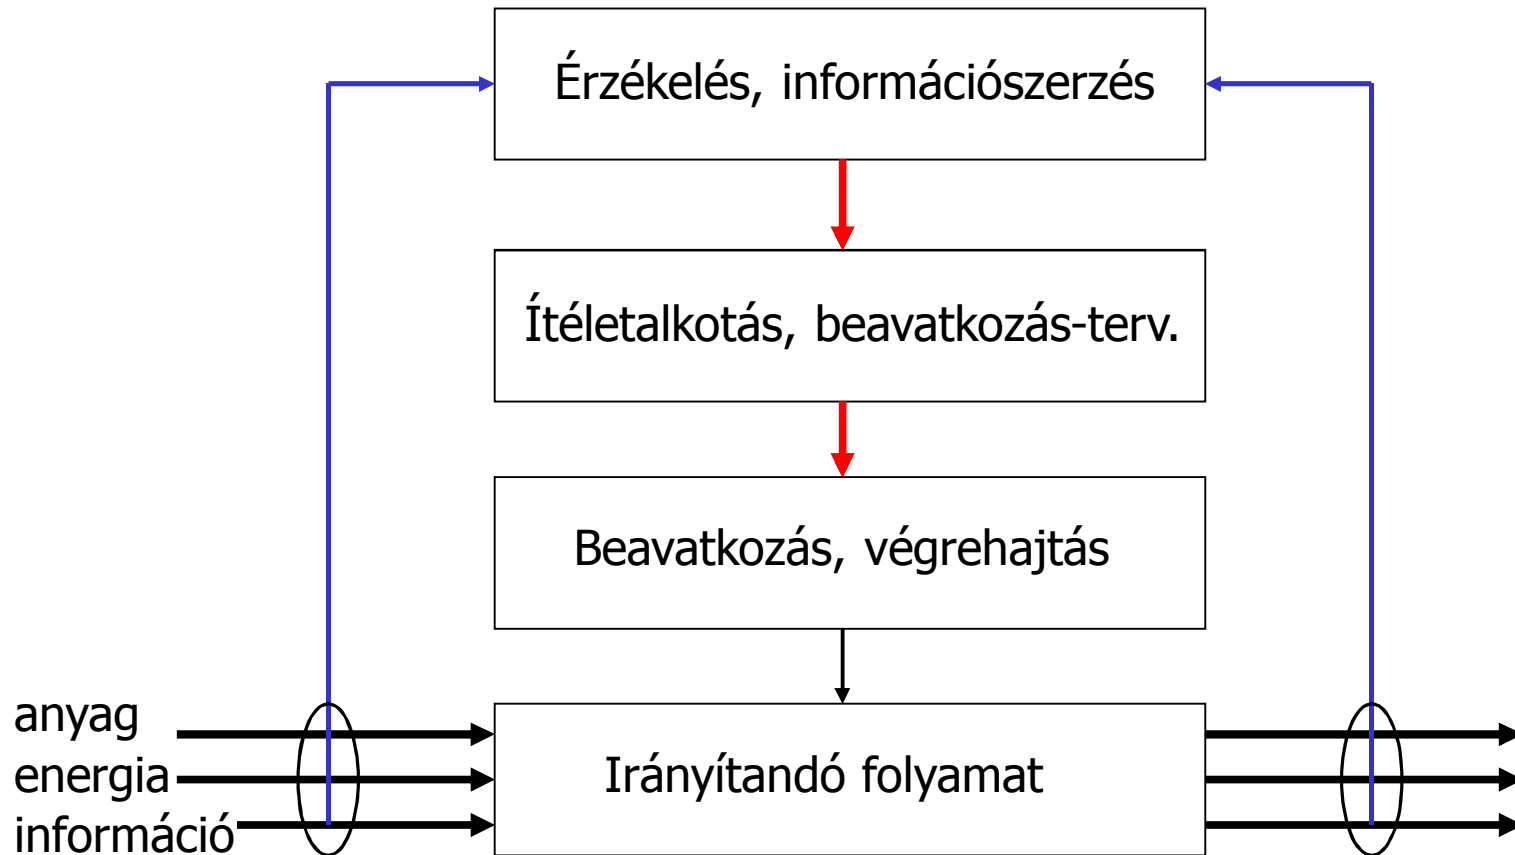 Érzékelés, információszerzés
Ítéletalkotás, beavatkozás-terv.
Beavatkozás, végrehajtás
anyag
energia
információ
Irányítandó folyamat